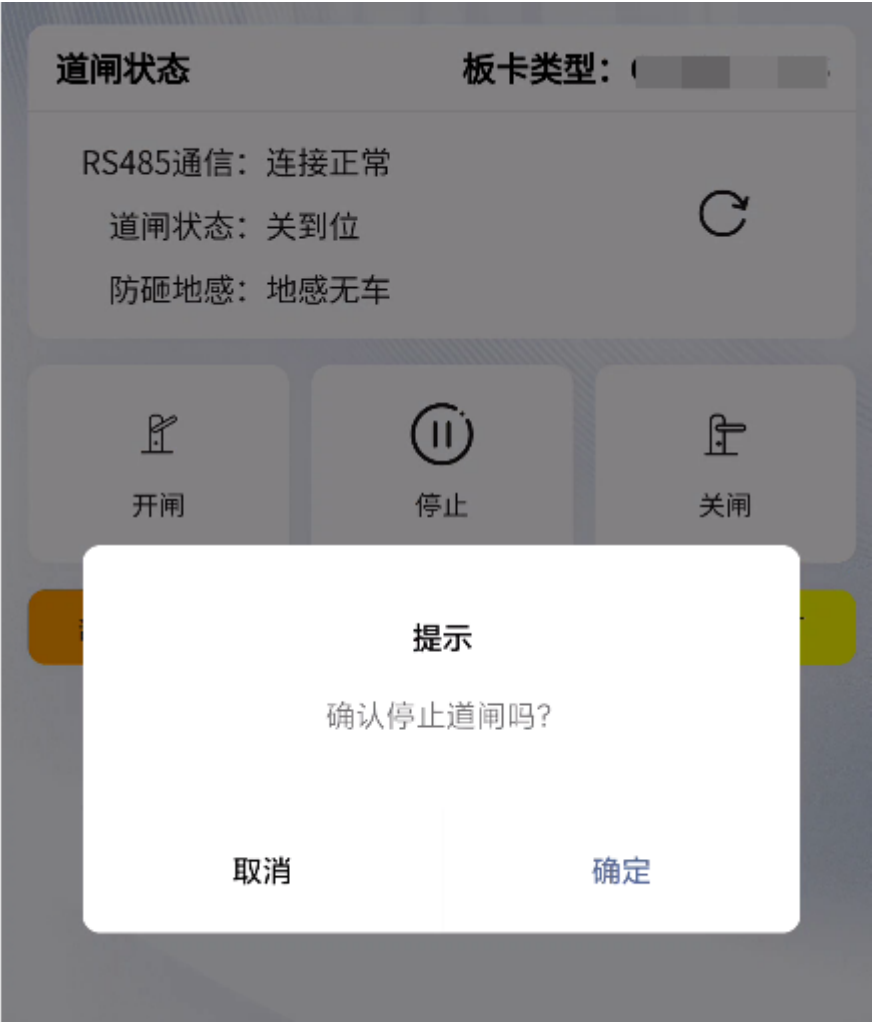 道闸状态 板卡类型：
RS485通信：连接正常
道闸状态：关到位
防砸地感：地感无车
开闸 停止 关闸
提示
确认停止道闸吗？
取消 确定